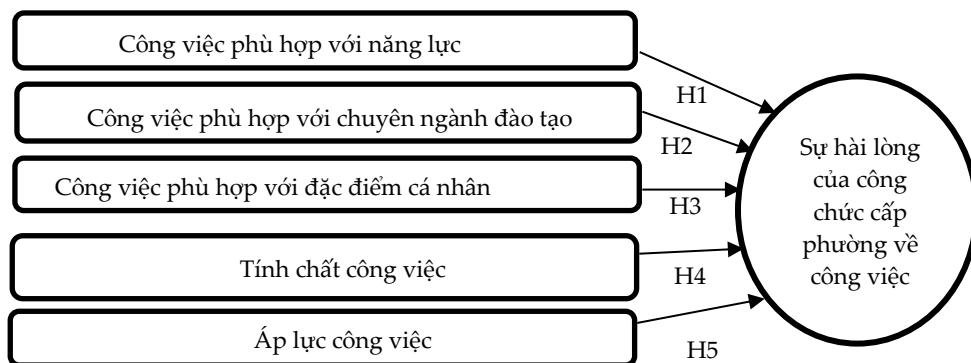 Công việc phù hợp với năng lực
H1
Công việc phù hợp với chuyên ngành đào tạo
H2
Công việc phù hợp với đặc điểm cá nhân
H3
Tính chất công việc
H4
Áp lực công việc
H5
Sự hài lòng
của công
chức cấp
phường về
công việc